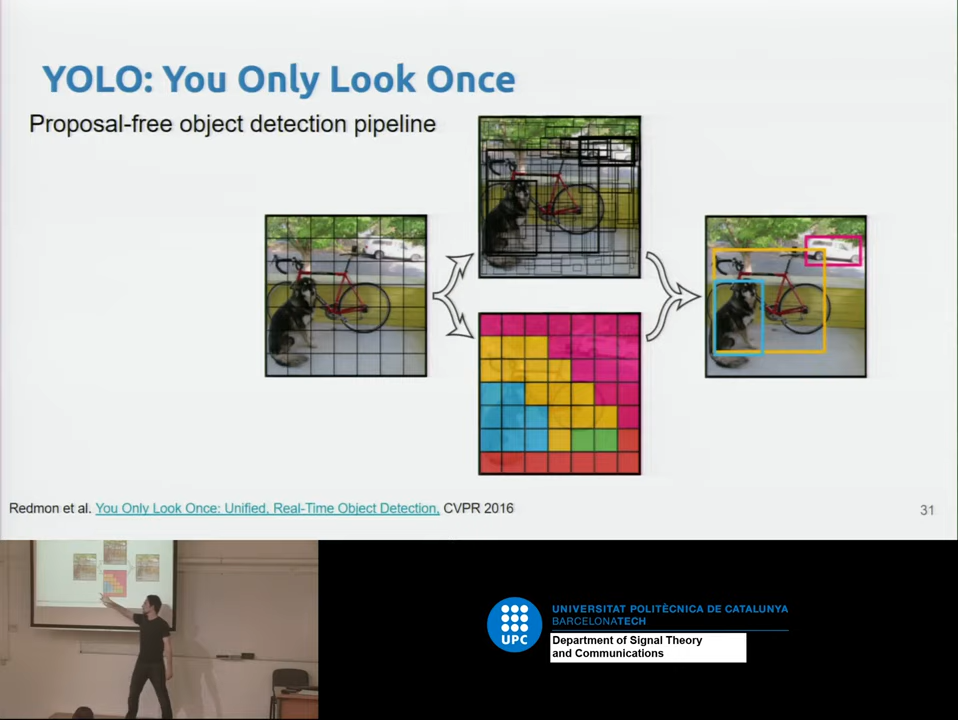 YOLO: You Only Look Once
Proposal-free object detection pipeline
Redmon et al. You Only Look Once: Unified, Real-Time Object Detection, CVPR 2016
31
UPC
UNIVERSITAT POLITÈCNICA DE CATALUNYA
BARCELONATECH
Department of Signal Theory
and Communications